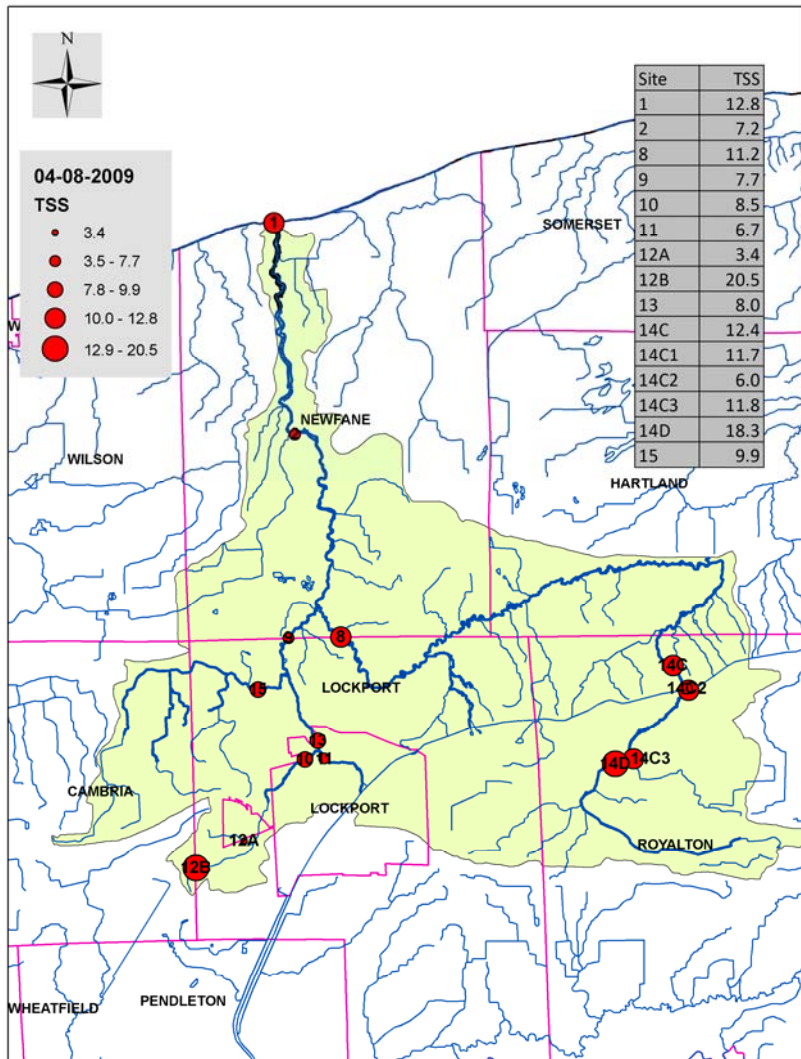 N
Site TSS
1 12.8
2 7.2
8 11.2
9 7.7
10 8.5
11 6.7
12A 3.4
12B 20.5
13 8.0
14C 12.4
14C1 11.7
14C2 6.0
14C3 11.8
14D 18.3
15 9.9
04-08-2009
TSS
3.4
3.5 - 7.7
7.8 - 9.9
10.0 - 12.8
12.9 - 20.5
1
SOMERSET
W
NEWFANE
2
WILSON
HARTLAND
9
8
14C
15
LOCKPORT
14C2
13
10
11
14D
14C3
CAMBRIA
LOCKPORT
12A
ROYALTON
12B
WHEATFIELD
PENDLETON